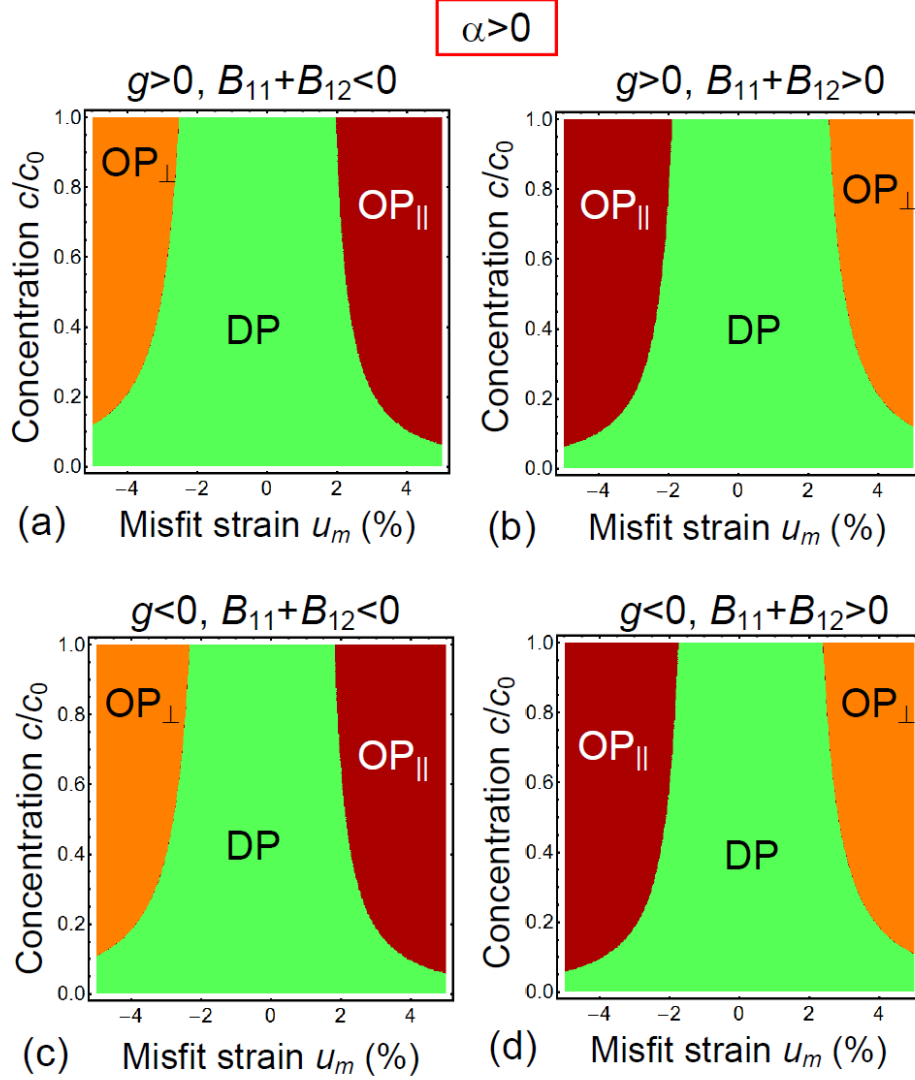 α>0
g>0, B₁₁+B₁₂<0
g>0, B₁₁+B₁₂>0
Concentration c/c₀
1.0
0.8
0.6
0.4
0.2
0.0
OP⊥
DP
OP||
−4
−2
0
2
4
(a)
Misfit strain uₘ (%)
Concentration c/c₀
1.0
0.8
0.6
0.4
0.2
0.0
OP||
DP
OP⊥
−4
−2
0
2
4
(b)
Misfit strain uₘ (%)
g<0, B₁₁+B₁₂<0
g<0, B₁₁+B₁₂>0
Concentration c/c₀
1.0
0.8
0.6
0.4
0.2
0.0
OP⊥
DP
OP||
−4
−2
0
2
4
(c)
Misfit strain uₘ (%)
Concentration c/c₀
1.0
0.8
0.6
0.4
0.2
0.0
OP||
DP
OP⊥
−4
−2
0
2
4
(d)
Misfit strain uₘ (%)